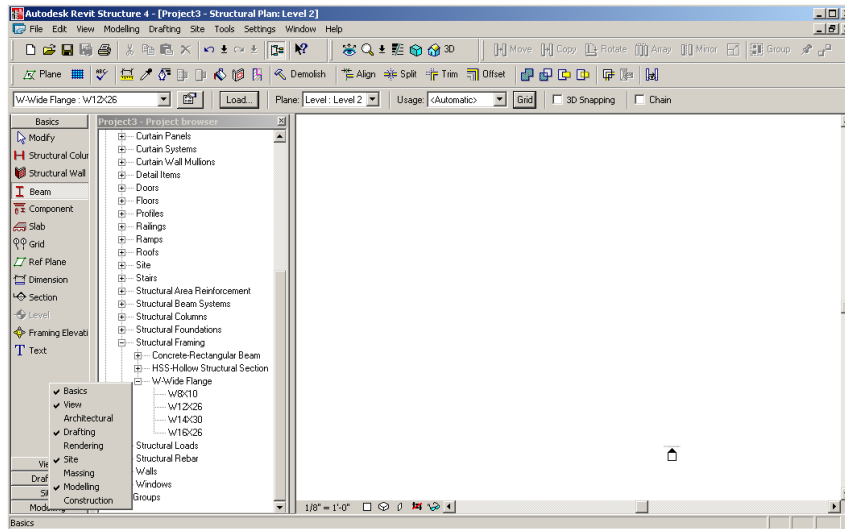 Autodesk Revit Structure 4 - [Project3 - Structural Plan: Level 2]
File Edit View Modelling Drafting Site Tools Settings Window Help
3D Move Copy Rotate Array Mirror Group
Plane Demolish Align Split Trim Offset
W-Wide Flange : W12X26 Load... Plane: Level : Level 2 Usage: <Automatic> Grid 3D Snapping Chain
Basics
Modify
Structural Colur
Structural Wall
Beam
Component
Slab
Grid
Ref Plane
Dimension
Section
Level
Framing Elevati
Text
Project3 - Project browser
Curtain Panels
Curtain Systems
Curtain Wall Mullions
Detail Items
Doors
Floors
Profiles
Railings
Ramps
Roofs
Site
Stairs
Structural Area Reinforcement
Structural Beam Systems
Structural Columns
Structural Foundations
Structural Framing
Concrete-Rectangular Beam
HSS-Hollow Structural Section
W-Wide Flange
W8X10
W12X26
W14X30
W16X26
Structural Loads
Structural Rebar
Walls
Windows
Groups
Basics
View
Architectural
Drafting
Rendering
Site
Massing
Modelling
Construction
Vie
Draf
Si
Mode
1/8" = 1'-0"
Basics